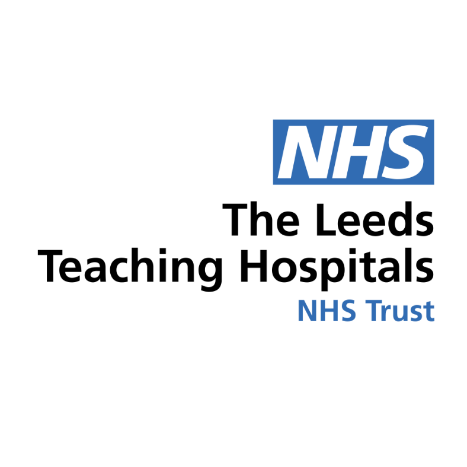 NHS
The Leeds
Teaching Hospitals
NHS Trust